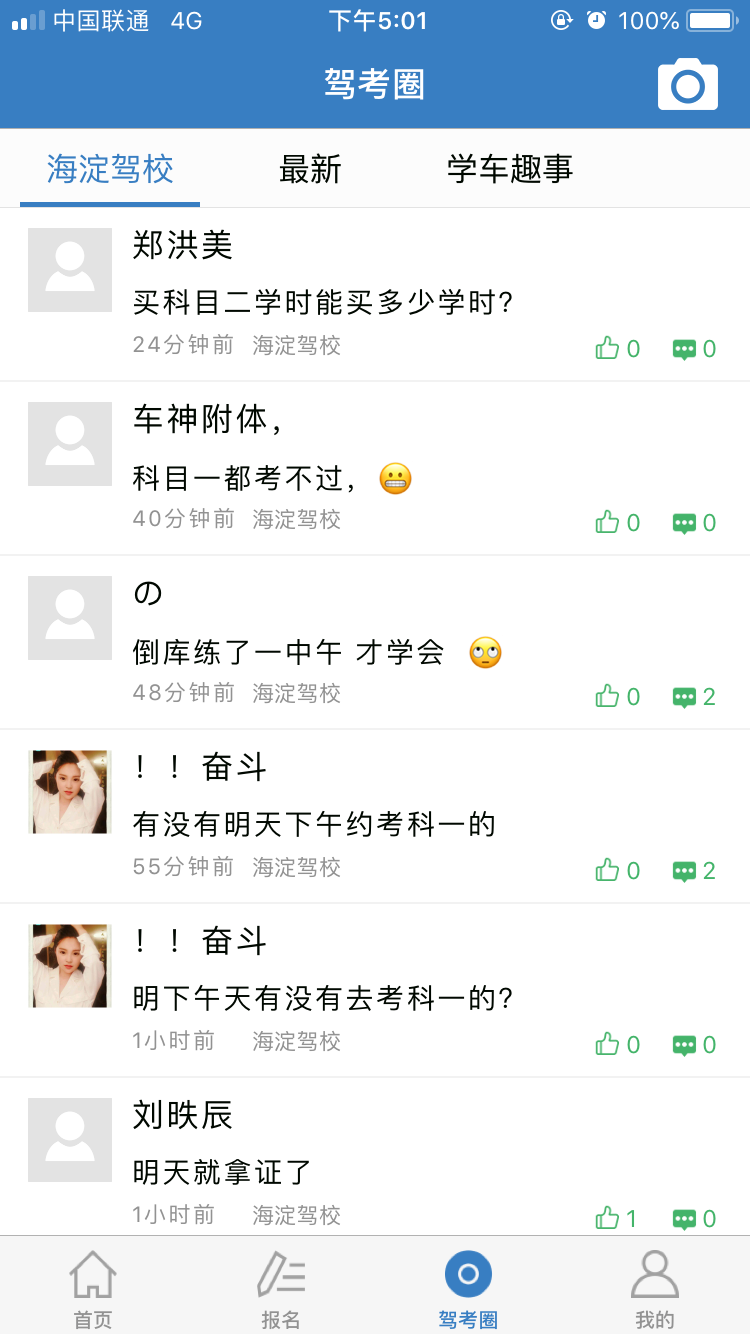 中国联通 4G 下午5:01 100%
驾考圈
海淀驾校 最新 学车趣事
郑洪美
买科目二学时能买多少学时?
24分钟前 海淀驾校 0 0
车神附体,
科目一都考不过, 😬
40分钟前 海淀驾校 0 0
の
倒库练了一中午 才学会 🙄
48分钟前 海淀驾校 0 2
！！奋斗
有没有明天下午约考科一的
55分钟前 海淀驾校 0 2
！！奋斗
明下午天有没有去考科一的?
1小时前 海淀驾校 0 0
刘昳辰
明天就拿证了
1小时前 海淀驾校 1 0
首页 报名 驾考圈 我的